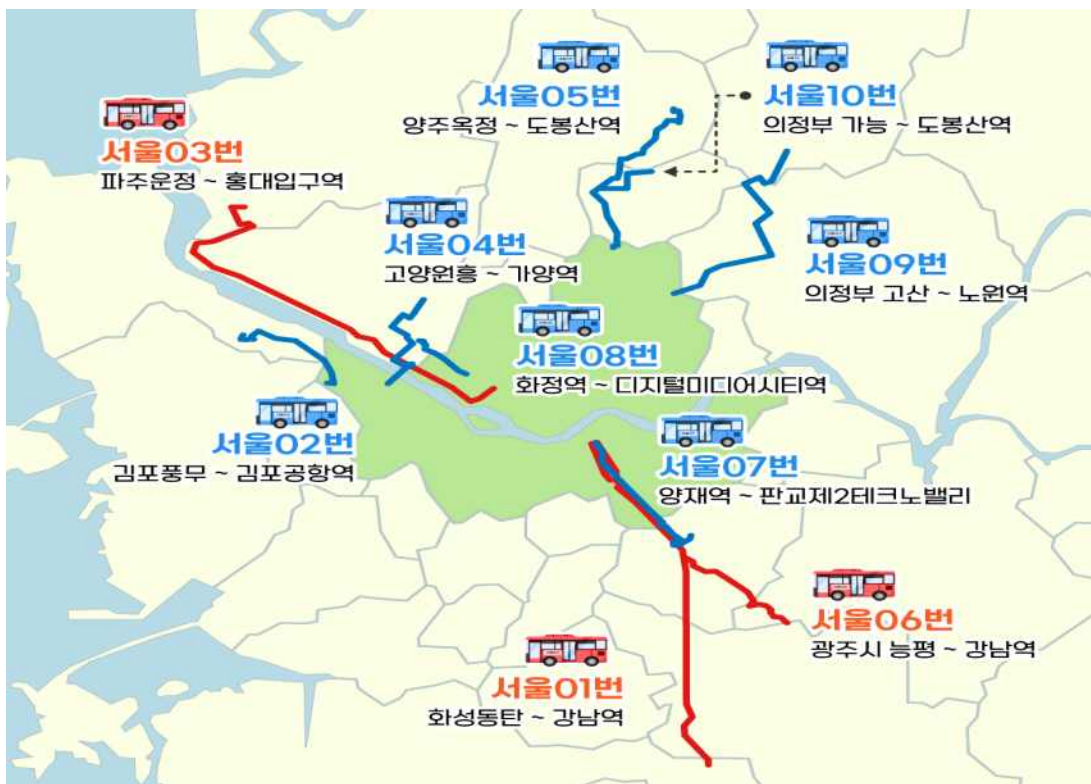 서울05번
양주옥정 ~ 도봉산역
서울10번
의정부 가능 ~ 도봉산역
서울03번
파주운정 ~ 홍대입구역
서울04번
고양원흥 ~ 가양역
서울09번
의정부 고산 ~ 노원역
서울08번
화정역 ~ 디지털미디어시티역
서울02번
김포풍무 ~ 김포공항역
서울07번
양재역 ~ 판교제2테크노밸리
서울06번
광주시 능평 ~ 강남역
서울01번
화성동탄 ~ 강남역